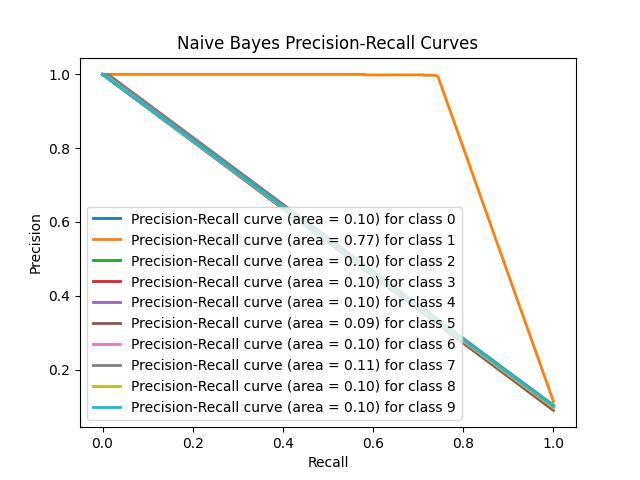 Naive Bayes Precision-Recall Curves
Precision
1.0
0.8
0.6
0.4
0.2
Precision-Recall curve (area = 0.10) for class 0
Precision-Recall curve (area = 0.77) for class 1
Precision-Recall curve (area = 0.10) for class 2
Precision-Recall curve (area = 0.10) for class 3
Precision-Recall curve (area = 0.10) for class 4
Precision-Recall curve (area = 0.09) for class 5
Precision-Recall curve (area = 0.10) for class 6
Precision-Recall curve (area = 0.11) for class 7
Precision-Recall curve (area = 0.10) for class 8
Precision-Recall curve (area = 0.10) for class 9
0.0 0.2 0.4 0.6 0.8 1.0
Recall